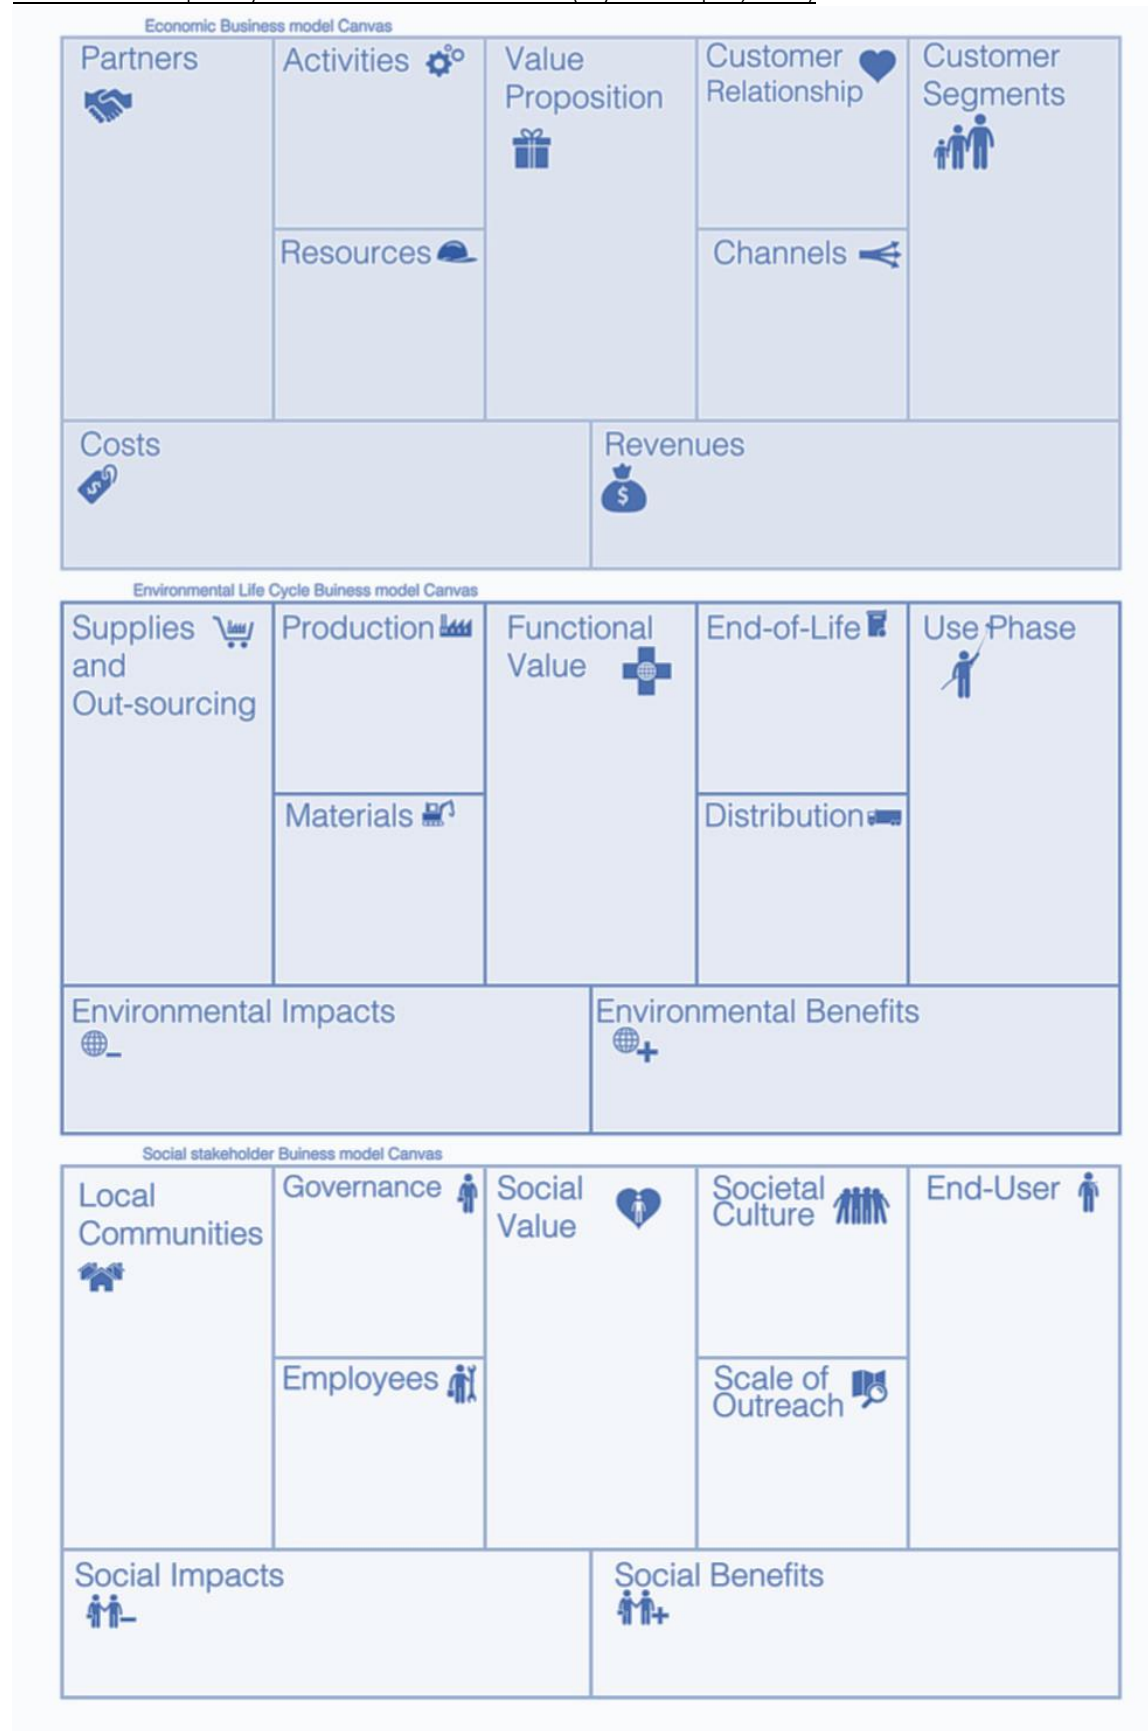 Economic Business model Canvas
Partners
Activities
Value
Proposition
Customer
Relationship
Customer
Segments
Resources
Channels
Costs
$
Revenues
$
Environmental Life Cycle Buiness model Canvas
Supplies
and
Out-sourcing
Production
Functional
Value
End-of-Life
Use Phase
Materials
Distribution
Environmental Impacts
Environmental Benefits
Social stakeholder Buiness model Canvas
Local
Communities
Governance
Social
Value
Societal
Culture
End-User
Employees
Scale of
Outreach
Social Impacts
Social Benefits